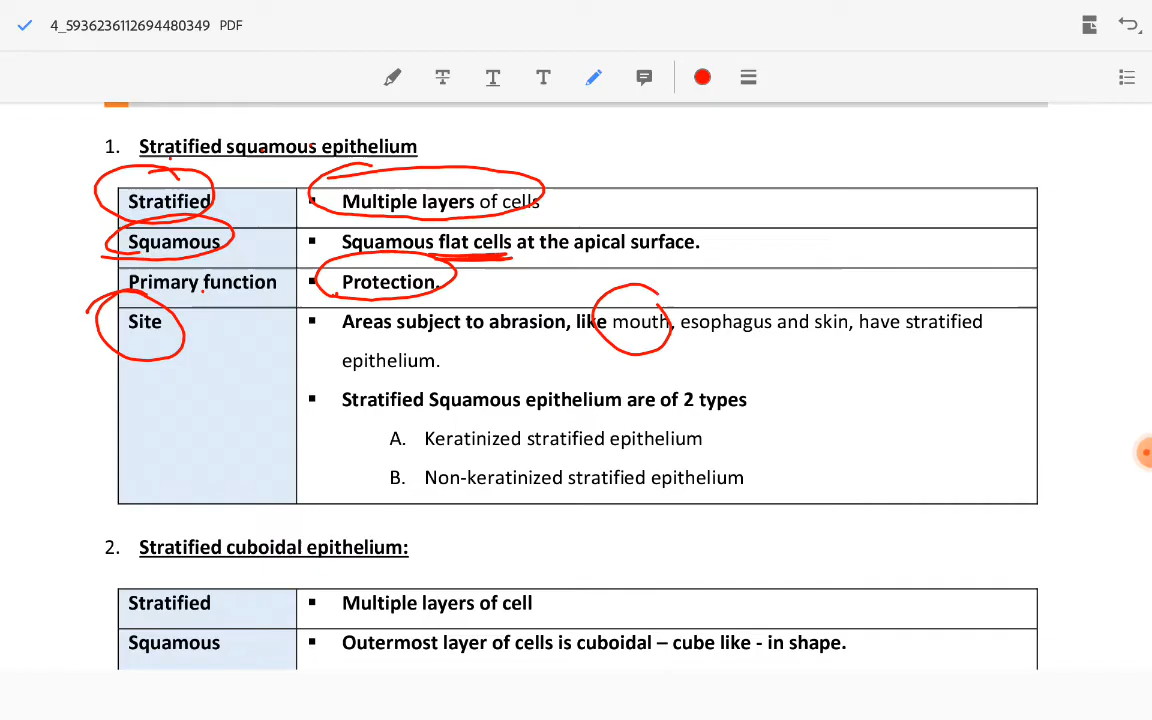 4_5936236112694480349 PDF
1. Stratified squamous epithelium
Stratified ▪ Multiple layers of cells
Squamous ▪ Squamous flat cells at the apical surface.
Primary function ▪ Protection.
Site ▪ Areas subject to abrasion, like mouth, esophagus and skin, have stratified
epithelium.
▪ Stratified Squamous epithelium are of 2 types
A. Keratinized stratified epithelium
B. Non-keratinized stratified epithelium
2. Stratified cuboidal epithelium:
Stratified ▪ Multiple layers of cell
Squamous ▪ Outermost layer of cells is cuboidal – cube like - in shape.